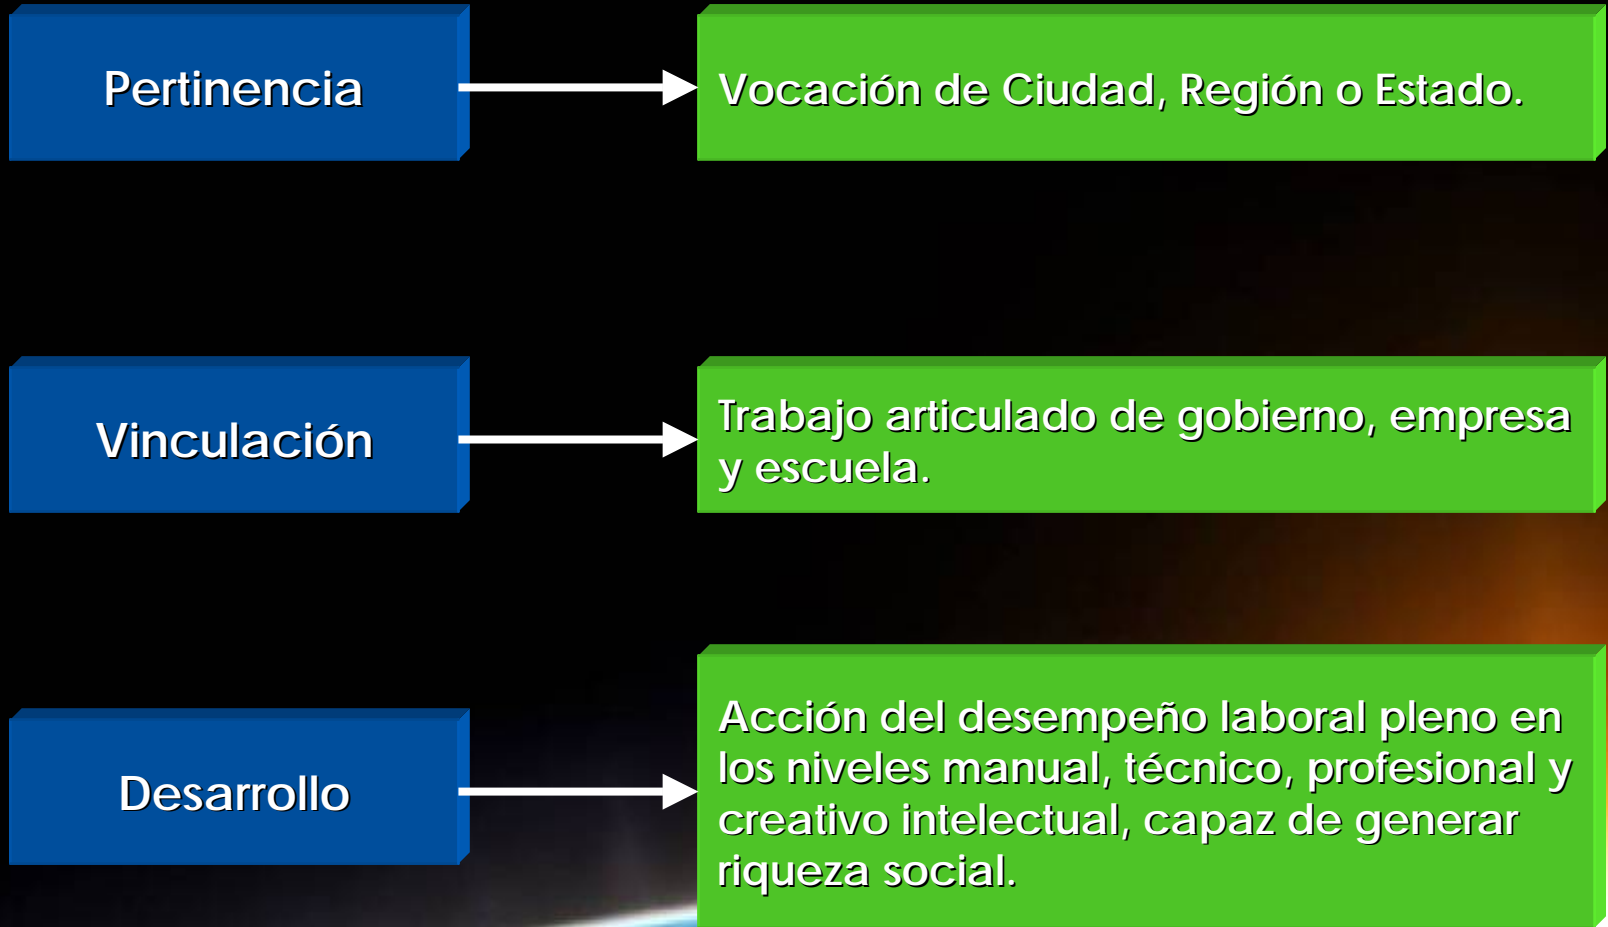 Pertinencia
Vocación de Ciudad, Región o Estado.
Vinculación
Trabajo articulado de gobierno, empresa
y escuela.
Desarrollo
Acción del desempeño laboral pleno en
los niveles manual, técnico, profesional y
creativo intelectual, capaz de generar
riqueza social.